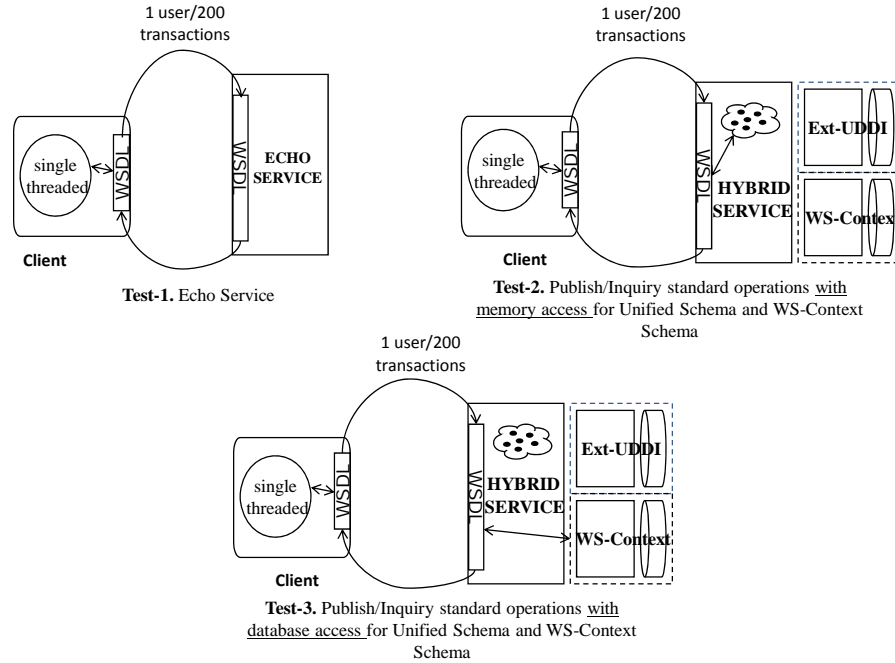 1 user/200
transactions
single
threaded
WSDL
WSDL
ECHO
SERVICE
Client
Test-1. Echo Service
1 user/200
transactions
single
threaded
WSDL
WSDL
HYBRID
SERVICE
Ext-UDDI
WS-Contex
Client
Test-2. Publish/Inquiry standard operations with
memory access for Unified Schema and WS-Context
Schema
1 user/200
transactions
single
threaded
WSDL
WSDL
HYBRID
SERVICE
Ext-UDDI
WS-Context
Client
Test-3. Publish/Inquiry standard operations with
database access for Unified Schema and WS-Context
Schema